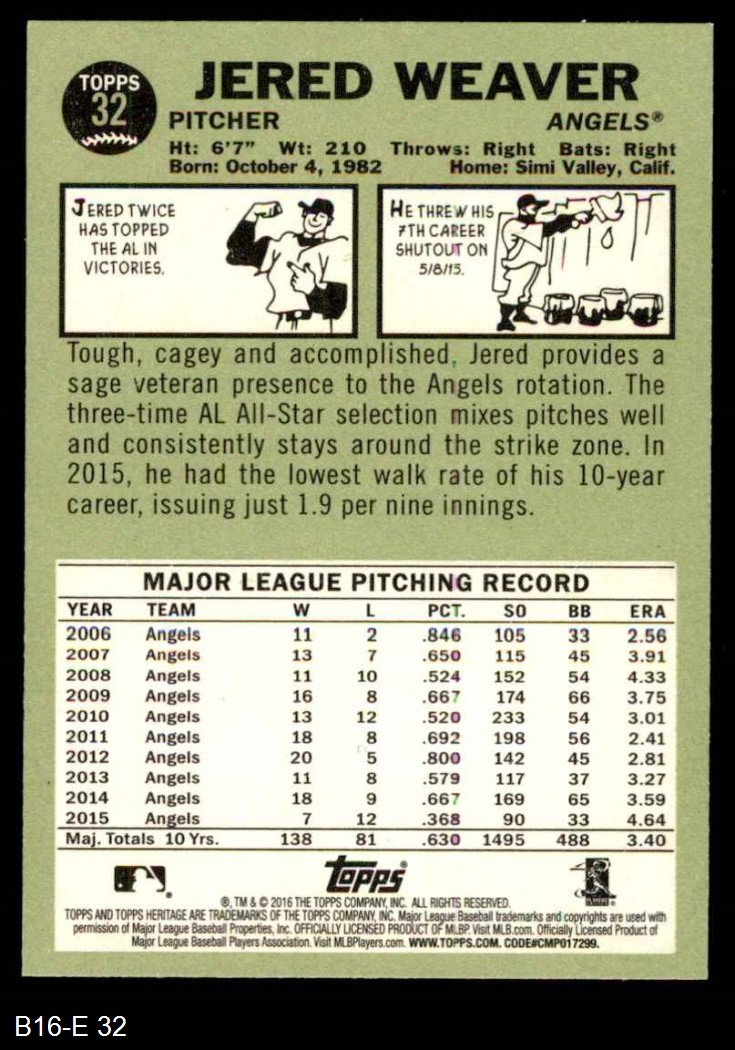 TOPPS
32
JERED WEAVER
PITCHER ANGELS®
Ht: 6'7" Wt: 210 Throws: Right Bats: Right
Born: October 4, 1982 Home: Simi Valley, Calif.
JERED TWICE
HAS TOPPED
THE AL IN
VICTORIES.
HE THREW HIS
7TH CAREER
SHUTOUT ON
5/8/15.
Tough, cagey and accomplished, Jered provides a
sage veteran presence to the Angels rotation. The
three-time AL All-Star selection mixes pitches well
and consistently stays around the strike zone. In
2015, he had the lowest walk rate of his 10-year
career, issuing just 1.9 per nine innings.
MAJOR LEAGUE PITCHING RECORD
YEAR TEAM W L PCT. SO BB ERA
2006 Angels 11 2 .846 105 33 2.56
2007 Angels 13 7 .650 115 45 3.91
2008 Angels 11 10 .524 152 54 4.33
2009 Angels 16 8 .667 174 66 3.75
2010 Angels 13 12 .520 233 54 3.01
2011 Angels 18 8 .692 198 56 2.41
2012 Angels 20 5 .800 142 45 2.81
2013 Angels 11 8 .579 117 37 3.27
2014 Angels 18 9 .667 169 65 3.59
2015 Angels 7 12 .368 90 33 4.64
Maj. Totals 10 Yrs. 138 81 .630 1495 488 3.40
Topps®
®, TM & © 2016 THE TOPPS COMPANY, INC. ALL RIGHTS RESERVED.
TOPPS AND TOPPS HERITAGE ARE TRADEMARKS OF THE TOPPS COMPANY, INC. Major League Baseball trademarks and copyrights are used with
permission of Major League Baseball Properties, Inc. OFFICIALLY LICENSED PRODUCT OF MLBP. Visit MLB.com. Officially Licensed Product of
Major League Baseball Players Association. Visit MLBPlayers.com. WWW.TOPPS.COM. CODE#CMP017299.
B16-E 32